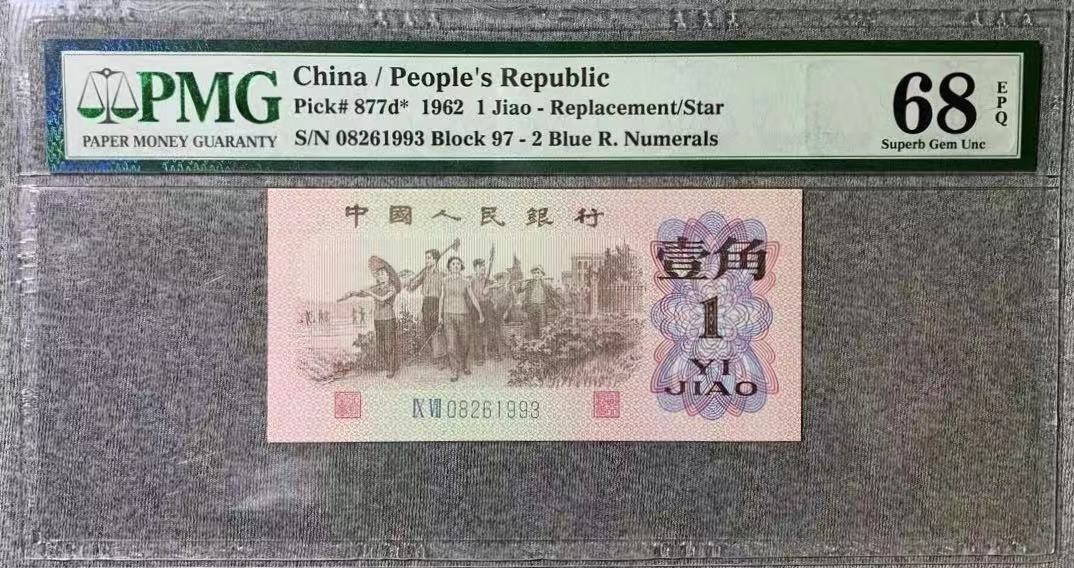 PMG
PAPER MONEY GUARANTY
China / People's Republic
Pick# 877d* 1962 1 Jiao - Replacement/Star
S/N 08261993 Block 97 - 2 Blue R. Numerals
68
EPQ
Superb Gem Unc
中國人民銀行
壹角
1
YI
JIAO
IX VII 08261993